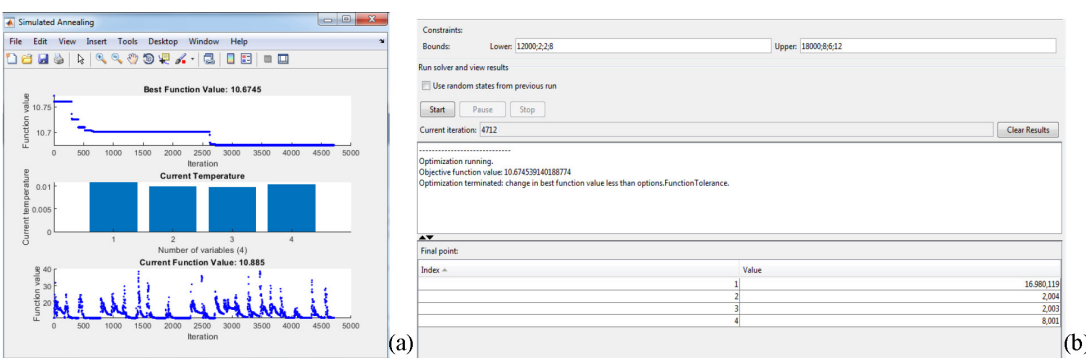 Simulated Annealing
File Edit View Insert Tools Desktop Window Help
Best Function Value: 10.6745
Function value
10.75
10.7
0 500 1000 1500 2000 2500 3000 3500 4000 4500 5000
Iteration
Current Temperature
Current temperature
0.01
0.005
0
1 2 3 4
Number of variables (4)
Current Function Value: 10.885
Function value
40
30
20
0 500 1000 1500 2000 2500 3000 3500 4000 4500 5000
Iteration
(a)
Constraints:
Bounds: Lower: 12000;2;2;8 Upper: 18000;8;6;12
Run solver and view results
Use random states from previous run
Start Pause Stop
Current iteration: 4712 Clear Results
----------------------------
Optimization running.
Objective function value: 10.674539140188774
Optimization terminated: change in best function value less than options.FunctionTolerance.
Final point:
Index Value
1 16.980,119
2 2,004
3 2,003
4 8,001
(b)